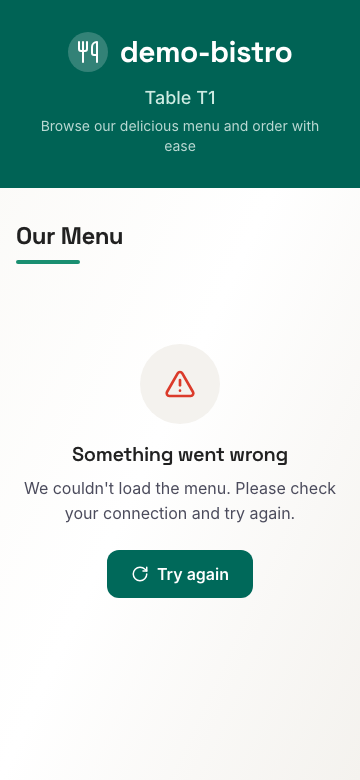 demo-bistro
Table T1
Browse our delicious menu and order with
ease
Our Menu
Something went wrong
We couldn't load the menu. Please check
your connection and try again.
Try again